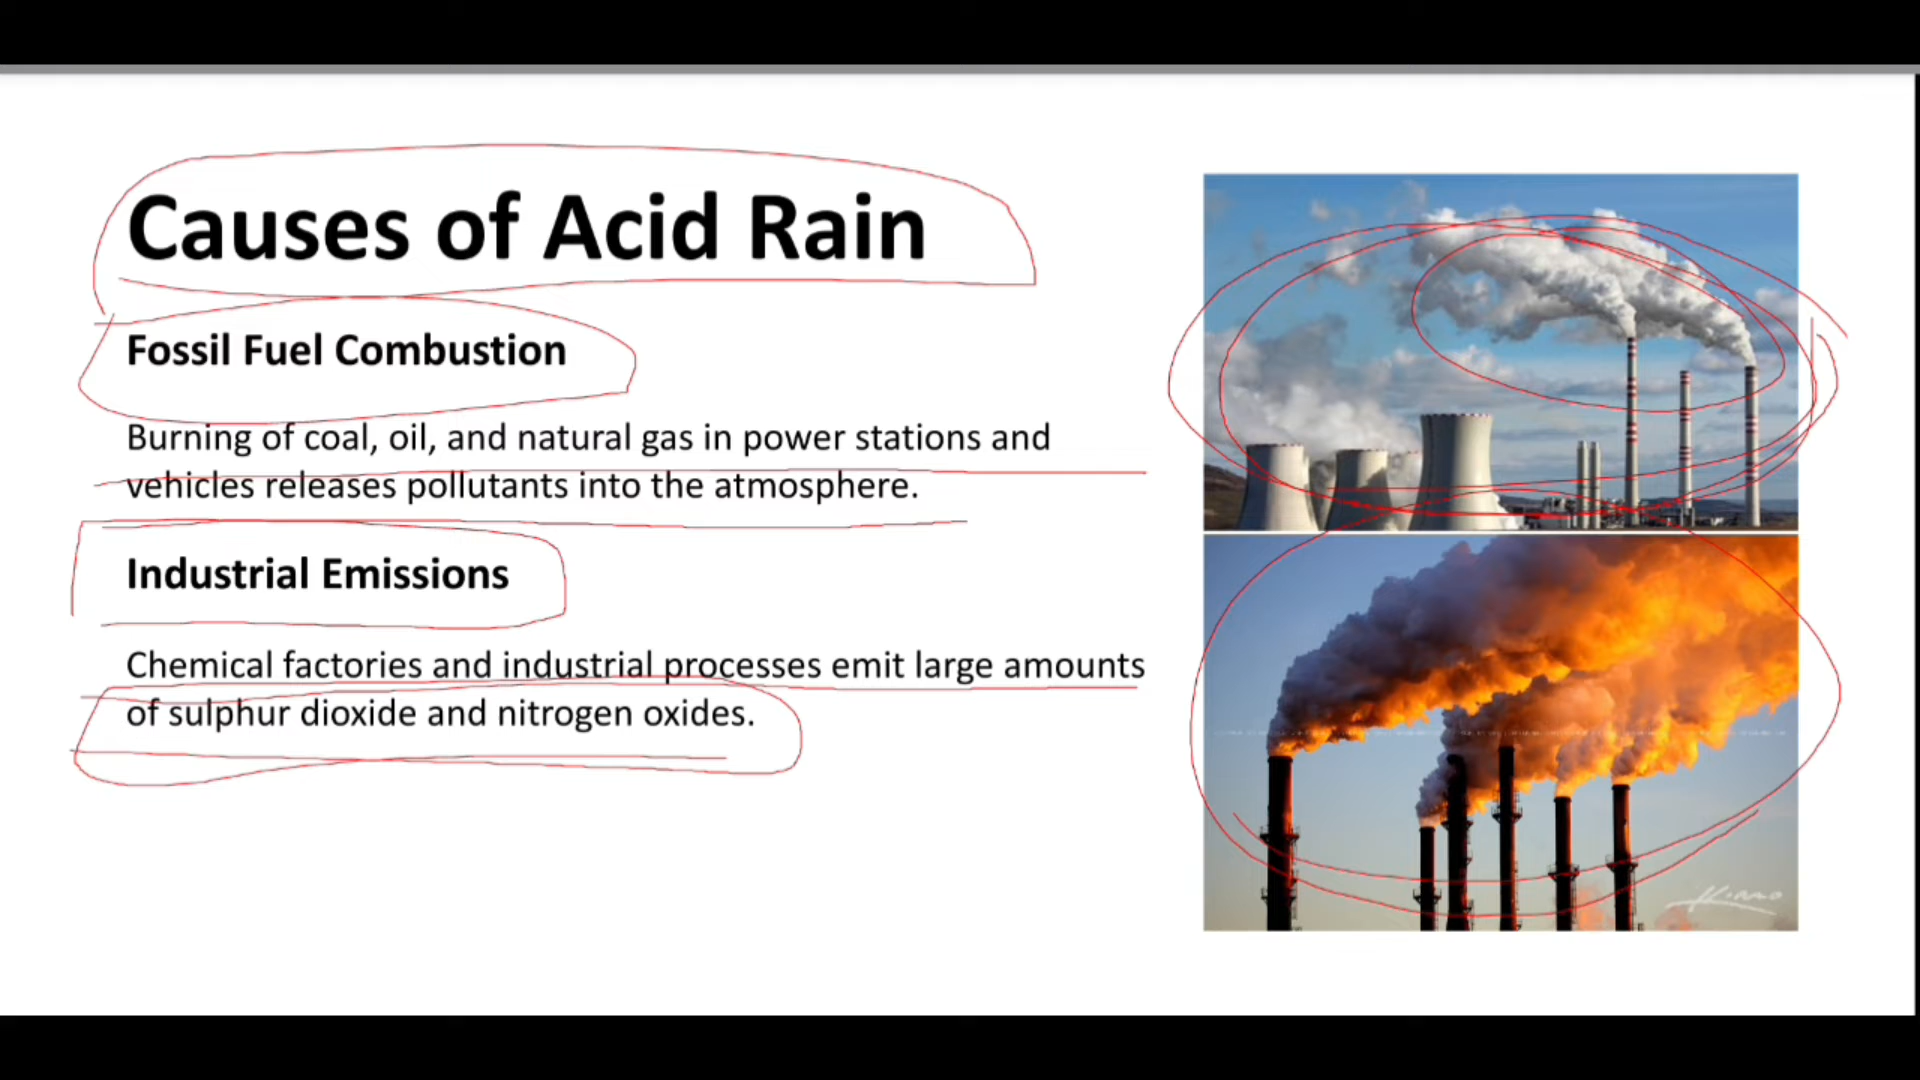 Causes of Acid Rain
Fossil Fuel Combustion
Burning of coal, oil, and natural gas in power stations and
vehicles releases pollutants into the atmosphere.
Industrial Emissions
Chemical factories and industrial processes emit large amounts
of sulphur dioxide and nitrogen oxides.